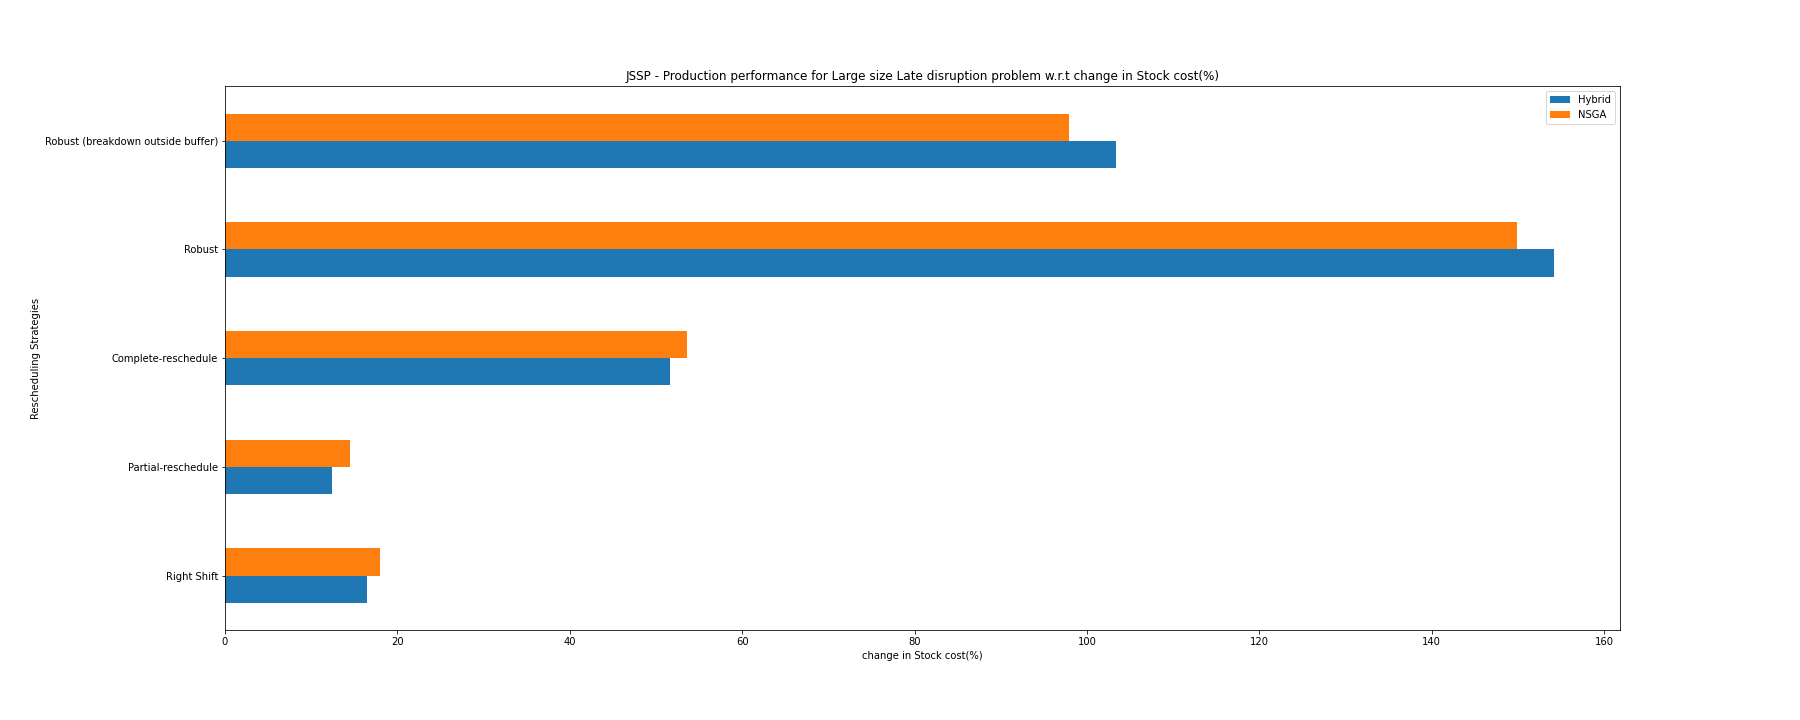 JSSP - Production performance for Large size Late disruption problem w.r.t change in Stock cost(%)
Hybrid
NSGA
Robust (breakdown outside buffer)
Robust
Complete-reschedule
Partial-reschedule
Right Shift
Rescheduling Strategies
0 20 40 60 80 100 120 140 160
change in Stock cost(%)